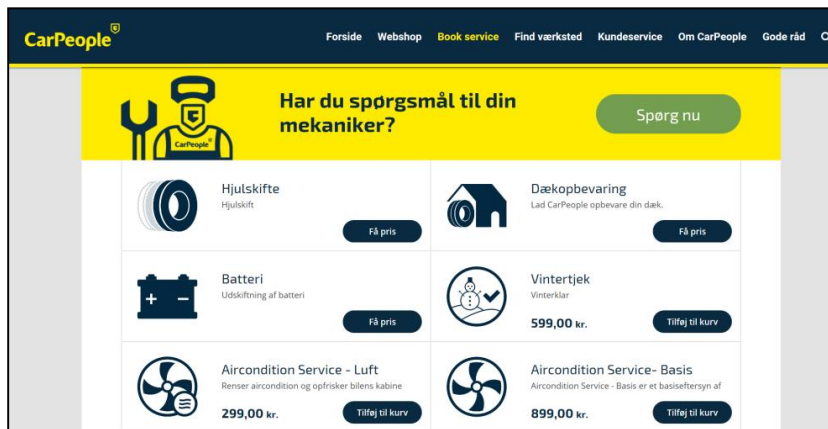 CarPeople
Forside Webshop Book service Find værksted Kundeservice Om CarPeople Gode råd
Har du spørgsmål til din
mekaniker?
Spørg nu
CarPeople
Hjulskifte
Hjulskift
Få pris
Dækopbevaring
Lad CarPeople opbevare din dæk.
Få pris
Batteri
Udskiftning af batteri
Få pris
Vintertjek
Vinterklar
599,00 kr.
Tilføj til kurv
Aircondition Service - Luft
Renser aircondition og opfrisker bilens kabine
299,00 kr.
Tilføj til kurv
Aircondition Service- Basis
Aircondition Service - Basis er et basiseftersyn af
899,00 kr.
Tilføj til kurv